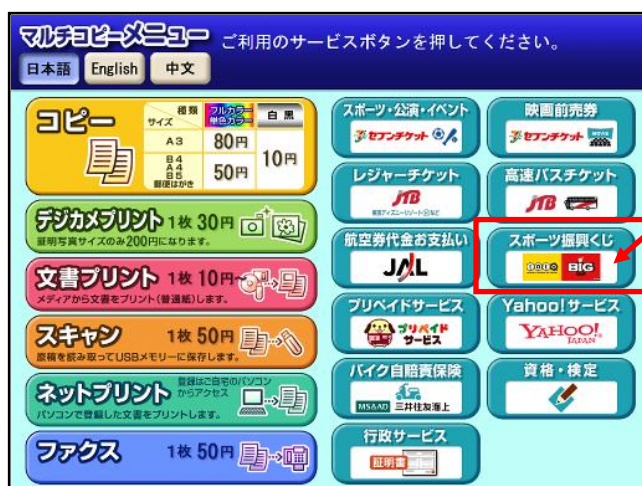 マルチコピーメニュー ご利用のサービスボタンを押してください。
日本語 English 中文
コピー
種類 サイズ フルカラー 単色カラー 白黒
A3 80円
B4 A4 B5 郵便はがき 50円 10円
デジカメプリント 1枚 30円
証明写真サイズのみ200円になります。
文書プリント 1枚 10円~
メディアから文書をプリント(普通紙)します。
スキャン 1枚 50円
原稿を読み取ってUSBメモリーに保存します。
ネットプリント 登録はご自宅のパソコンからアクセス
パソコンで登録した文書をプリントします。
ファクス 1枚 50円
スポーツ・公演・イベント
セブンチケット
映画前売券
セブンチケット
レジャーチケット
JTB
東京ディズニーリゾートなど
高速バスチケット
JTB
航空券代金お支払い
JAL
スポーツ振興くじ
toto BIG
プリペイドサービス
プリペイドサービス
Yahoo!サービス
YAHOO! JAPAN
バイク自賠責保険
MS&AD 三井住友海上
資格・検定
行政サービス
証明書